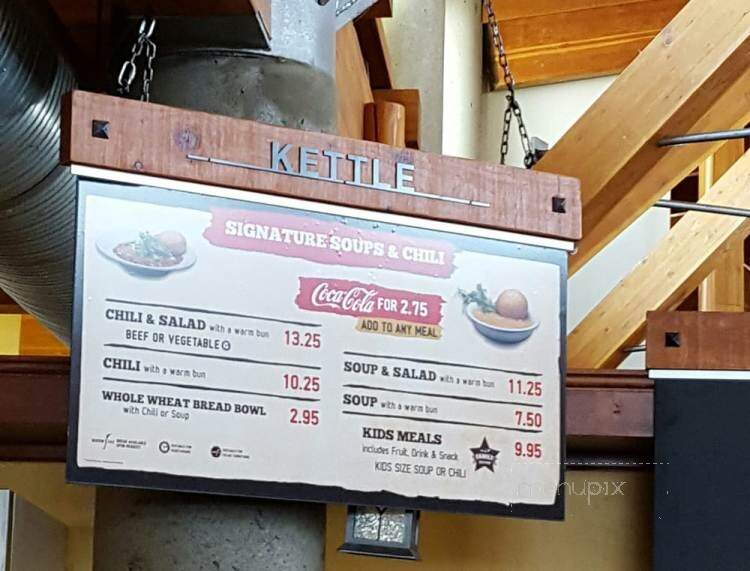 KETTLE
SIGNATURE SOUPS & CHILI
Coca-Cola FOR 2.75
ADD TO ANY MEAL
CHILI & SALAD with a warm bun 13.25
BEEF OR VEGETABLE
CHILI with a warm bun 10.25
WHOLE WHEAT BREAD BOWL 2.95
with Chili or Soup
SOUP & SALAD with a warm bun 11.25
SOUP with a warm bun 7.50
KIDS MEALS 9.95
includes Fruit, Drink & Snack
KIDS SIZE SOUP OR CHILI
FAMILY
menupix